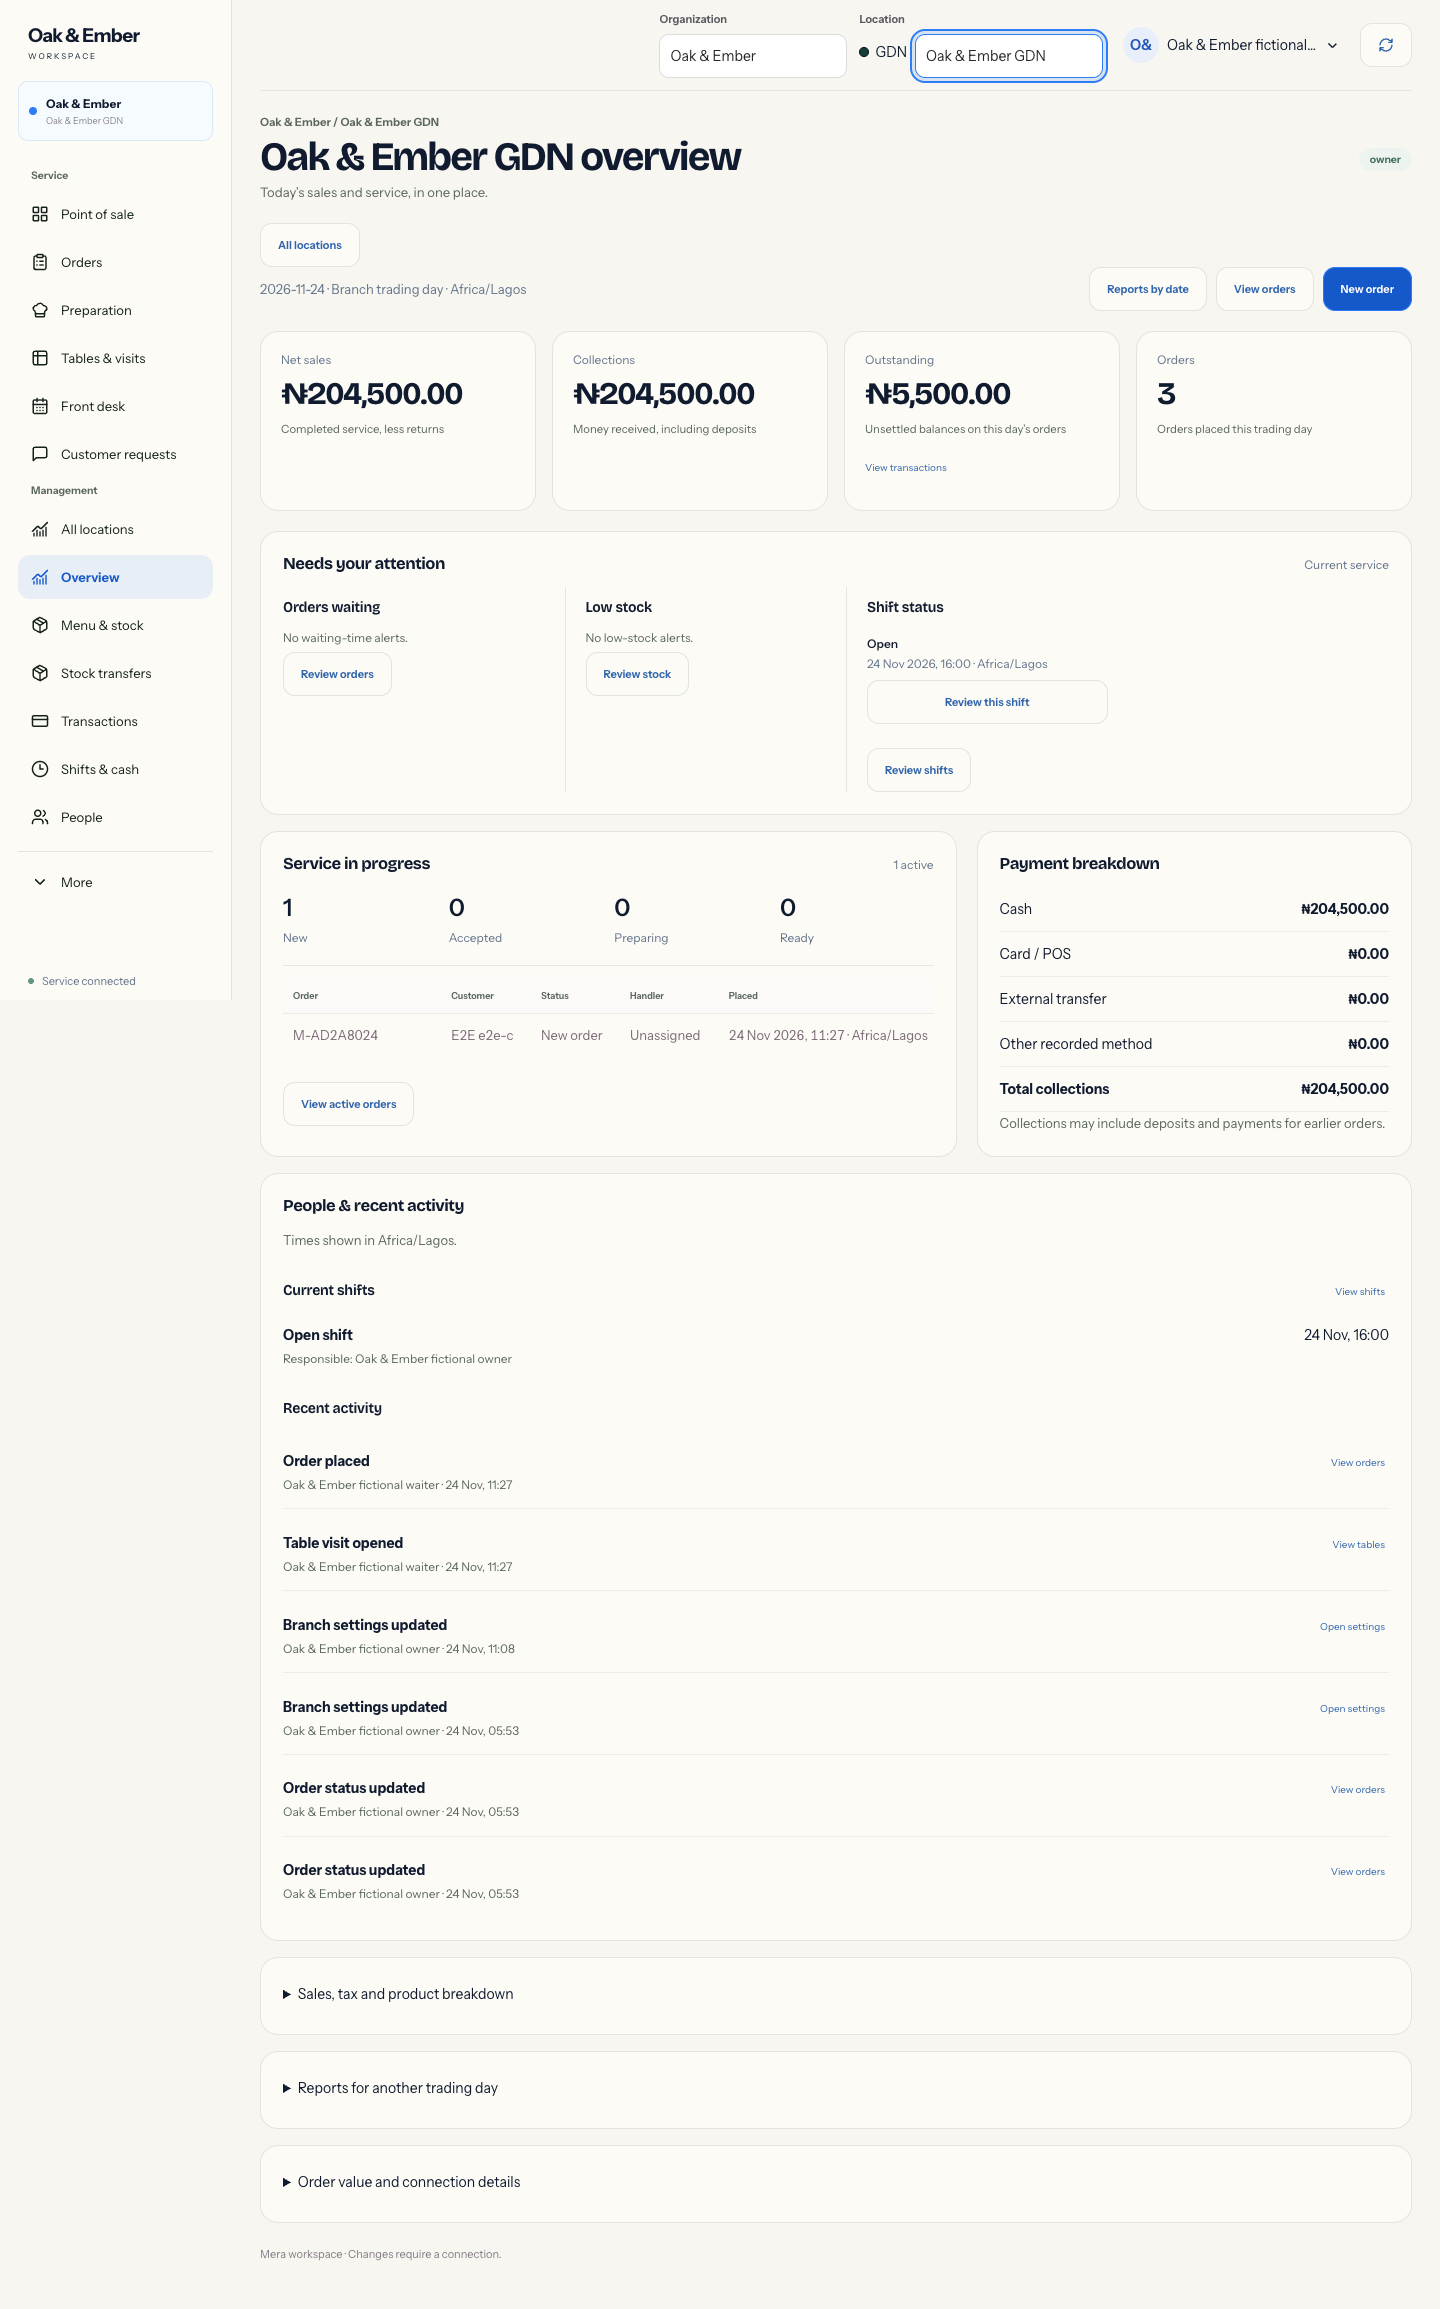 Oak & Ember
WORKSPACE
Oak & Ember
Oak & Ember GDN
Service
Point of sale
Orders
Preparation
Tables & visits
Front desk
Customer requests
Management
All locations
Overview
Menu & stock
Stock transfers
Transactions
Shifts & cash
People
More
Service connected
Organization
Oak & Ember
Location
GDN
Oak & Ember GDN
O&
Oak & Ember fictional...
Oak & Ember / Oak & Ember GDN
Oak & Ember GDN overview
owner
Today's sales and service, in one place.
All locations
2026-11-24 · Branch trading day · Africa/Lagos
Reports by date
View orders
New order
Net sales
₦204,500.00
Completed service, less returns
Collections
₦204,500.00
Money received, including deposits
Outstanding
₦5,500.00
Unsettled balances on this day's orders
View transactions
Orders
3
Orders placed this trading day
Needs your attention
Current service
Orders waiting
No waiting-time alerts.
Review orders
Low stock
No low-stock alerts.
Review stock
Shift status
Open
24 Nov 2026, 16:00 · Africa/Lagos
Review this shift
Review shifts
Service in progress
1 active
1
New
0
Accepted
0
Preparing
0
Ready
Order Customer Status Handler Placed
M-AD2A8024 E2E e2e-c New order Unassigned 24 Nov 2026, 11:27 · Africa/Lagos
View active orders
Payment breakdown
Cash ₦204,500.00
Card / POS ₦0.00
External transfer ₦0.00
Other recorded method ₦0.00
Total collections ₦204,500.00
Collections may include deposits and payments for earlier orders.
People & recent activity
Times shown in Africa/Lagos.
Current shifts
View shifts
Open shift
24 Nov, 16:00
Responsible: Oak & Ember fictional owner
Recent activity
Order placed
View orders
Oak & Ember fictional waiter · 24 Nov, 11:27
Table visit opened
View tables
Oak & Ember fictional waiter · 24 Nov, 11:27
Branch settings updated
Open settings
Oak & Ember fictional owner · 24 Nov, 11:08
Branch settings updated
Open settings
Oak & Ember fictional owner · 24 Nov, 05:53
Order status updated
View orders
Oak & Ember fictional owner · 24 Nov, 05:53
Order status updated
View orders
Oak & Ember fictional owner · 24 Nov, 05:53
Sales, tax and product breakdown
Reports for another trading day
Order value and connection details
Mera workspace · Changes require a connection.